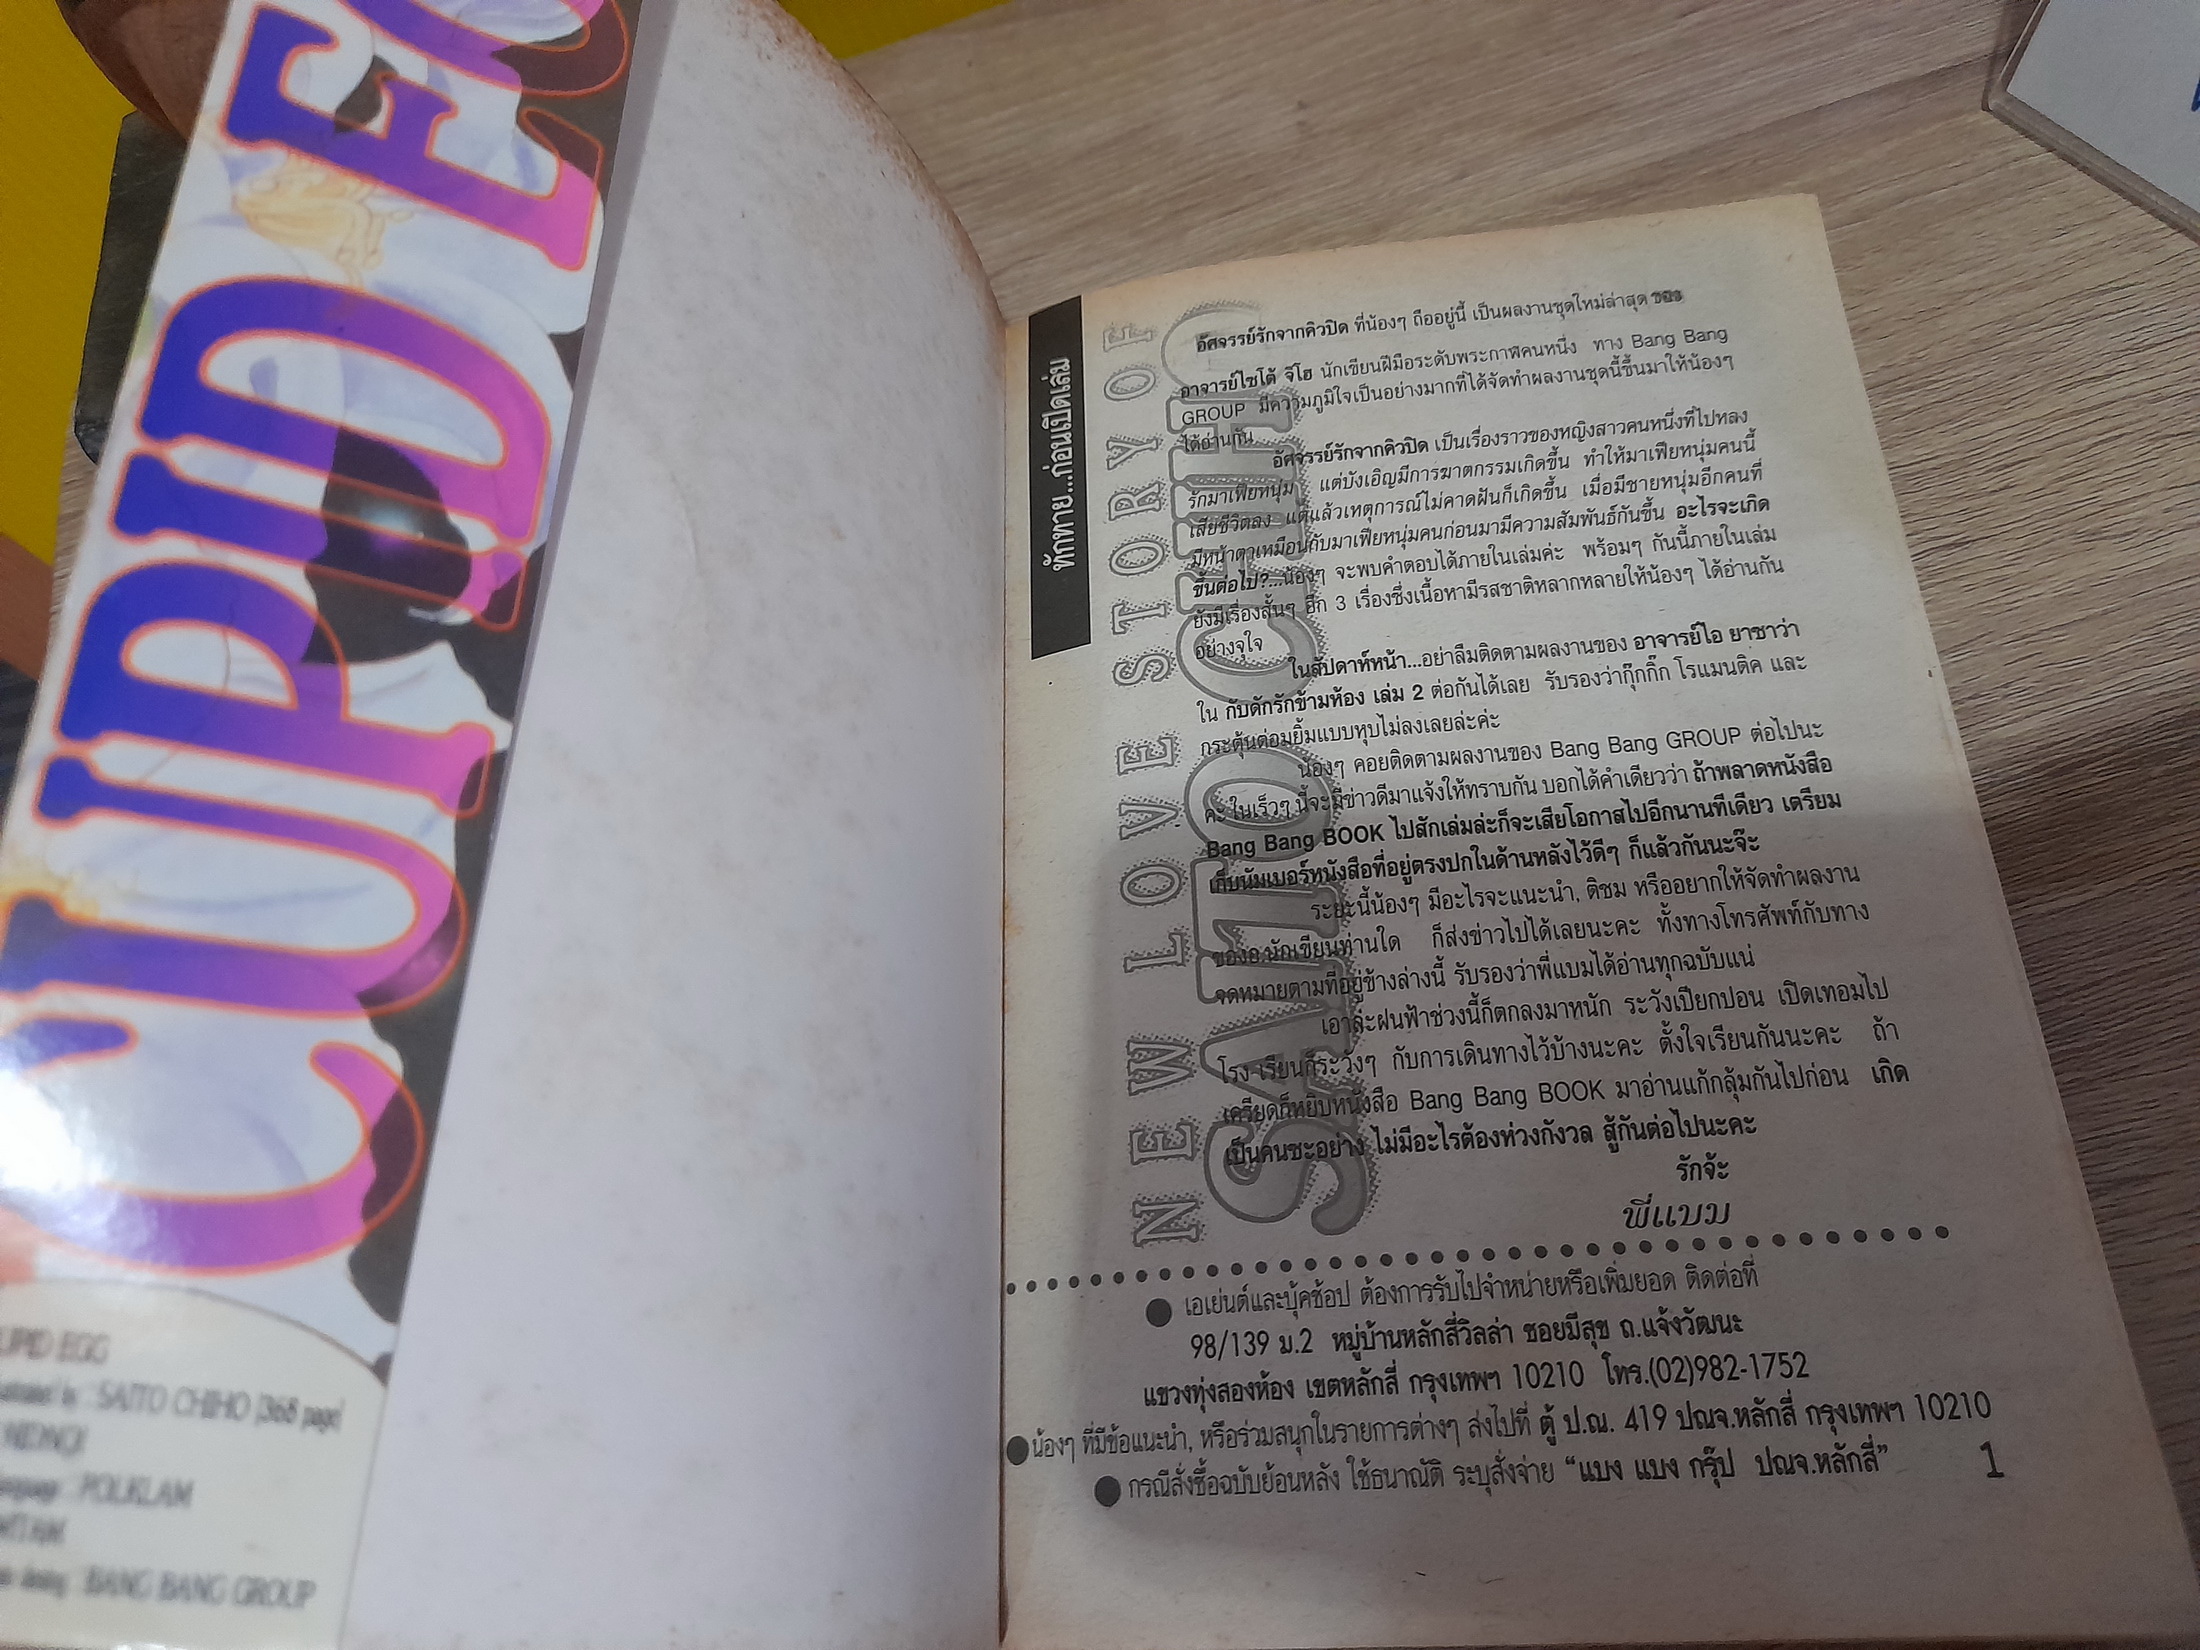 CUPID EG
UPID EGG
SAITO CHIHO [368 page]
POLKLAM
BANG BANG GROUP
ทักทาย...ก่อนเปิดเล่ม
NEW LOVE STORY OF
SAITO CHIHO
อัศจรรย์รักจากคิวปิด ที่น้องๆ ถืออยู่นี้ เป็นผลงานชุดใหม่ล่าสุด ของ
อาจารย์ไซโต้ จิโฮ นักเขียนฝีมือระดับพระกาฬคนหนึ่ง ทาง Bang Bang
GROUP มีความภูมิใจเป็นอย่างมากที่ได้จัดทำผลงานชุดนี้ขึ้นมาให้น้องๆ
ได้อ่านกัน
อัศจรรย์รักจากคิวปิด เป็นเรื่องราวของหญิงสาวคนหนึ่งที่ไปหลง
รักมาเฟียหนุ่ม แต่บังเอิญมีการฆาตกรรมเกิดขึ้น ทำให้มาเฟียหนุ่มคนนี้
เสียชีวิตลง แต่แล้วเหตุการณ์ไม่คาดฝันก็เกิดขึ้น เมื่อมีชายหนุ่มอีกคนที่
มีหน้าตาเหมือนกับมาเฟียหนุ่มคนก่อนมามีความสัมพันธ์กันขึ้น อะไรจะเกิด
ขึ้นต่อไป?...น้องๆ จะพบคำตอบได้ภายในเล่มค่ะ พร้อมๆ กันนี้ภายในเล่ม
ยังมีเรื่องสั้นๆ อีก 3 เรื่องซึ่งเนื้อหามีรสชาติหลากหลายให้น้องๆ ได้อ่านกัน
อย่างจุใจ
ในสัปดาห์หน้า...อย่าลืมติดตามผลงานของ อาจารย์ไอ ยาซาว่า
ใน กับดักรักข้ามห้อง เล่ม 2 ต่อกันได้เลย รับรองว่ากุ๊กกิ๊ก โรแมนติค และ
กระตุ้นต่อมยิ้มแบบหุบไม่ลงเลยล่ะค่ะ
น้องๆ คอยติดตามผลงานของ Bang Bang GROUP ต่อไปนะ
คะ ในเร็วๆ นี้จะมีข่าวดีมาแจ้งให้ทราบกัน บอกได้คำเดียวว่า ถ้าพลาดหนังสือ
Bang Bang BOOK ไปสักเล่มล่ะก็จะเสียโอกาสไปอีกนานทีเดียว เตรียม
เก็บนัมเบอร์หนังสือที่อยู่ตรงปกในด้านหลังไว้ดีๆ ก็แล้วกันนะจ๊ะ
ระยะนี้น้องๆ มีอะไรจะแนะนำ, ติชม หรืออยากให้จัดทำผลงาน
ของอ.นักเขียนท่านใด ก็ส่งข่าวไปได้เลยนะคะ ทั้งทางโทรศัพท์กับทาง
จดหมายตามที่อยู่ข้างล่างนี้ รับรองว่าพี่แบมได้อ่านทุกฉบับแน่
เอาล่ะฝนฟ้าช่วงนี้ก็ตกลงมาหนัก ระวังเปียกปอน เปิดเทอมไป
โรงเรียนก็ระวังๆ กับการเดินทางไว้บ้างนะคะ ตั้งใจเรียนกันนะคะ ถ้า
เครียดก็หยิบหนังสือ Bang Bang BOOK มาอ่านแก้กลุ้มกันไปก่อน เกิด
เป็นคนซะอย่าง ไม่มีอะไรต้องห่วงกังวล สู้กันต่อไปนะคะ
รักจ้ะ
พี่แบม
● เอเย่นต์และบุ้คช้อป ต้องการรับไปจำหน่ายหรือเพิ่มยอด ติดต่อที่
98/139 ม.2 หมู่บ้านหลักสี่วิลล่า ซอยมีสุข ถ.แจ้งวัฒนะ
แขวงทุ่งสองห้อง เขตหลักสี่ กรุงเทพฯ 10210 โทร.(02)982-1752
● น้องๆ ที่มีข้อแนะนำ, หรือร่วมสนุกในรายการต่างๆ ส่งไปที่ ตู้ ป.ณ. 419 ปณจ.หลักสี่ กรุงเทพฯ 10210
● กรณีสั่งซื้อฉบับย้อนหลัง ใช้ธนาณัติ ระบุสั่งจ่าย “แบง แบง กรุ๊ป ปณจ.หลักสี่”
1